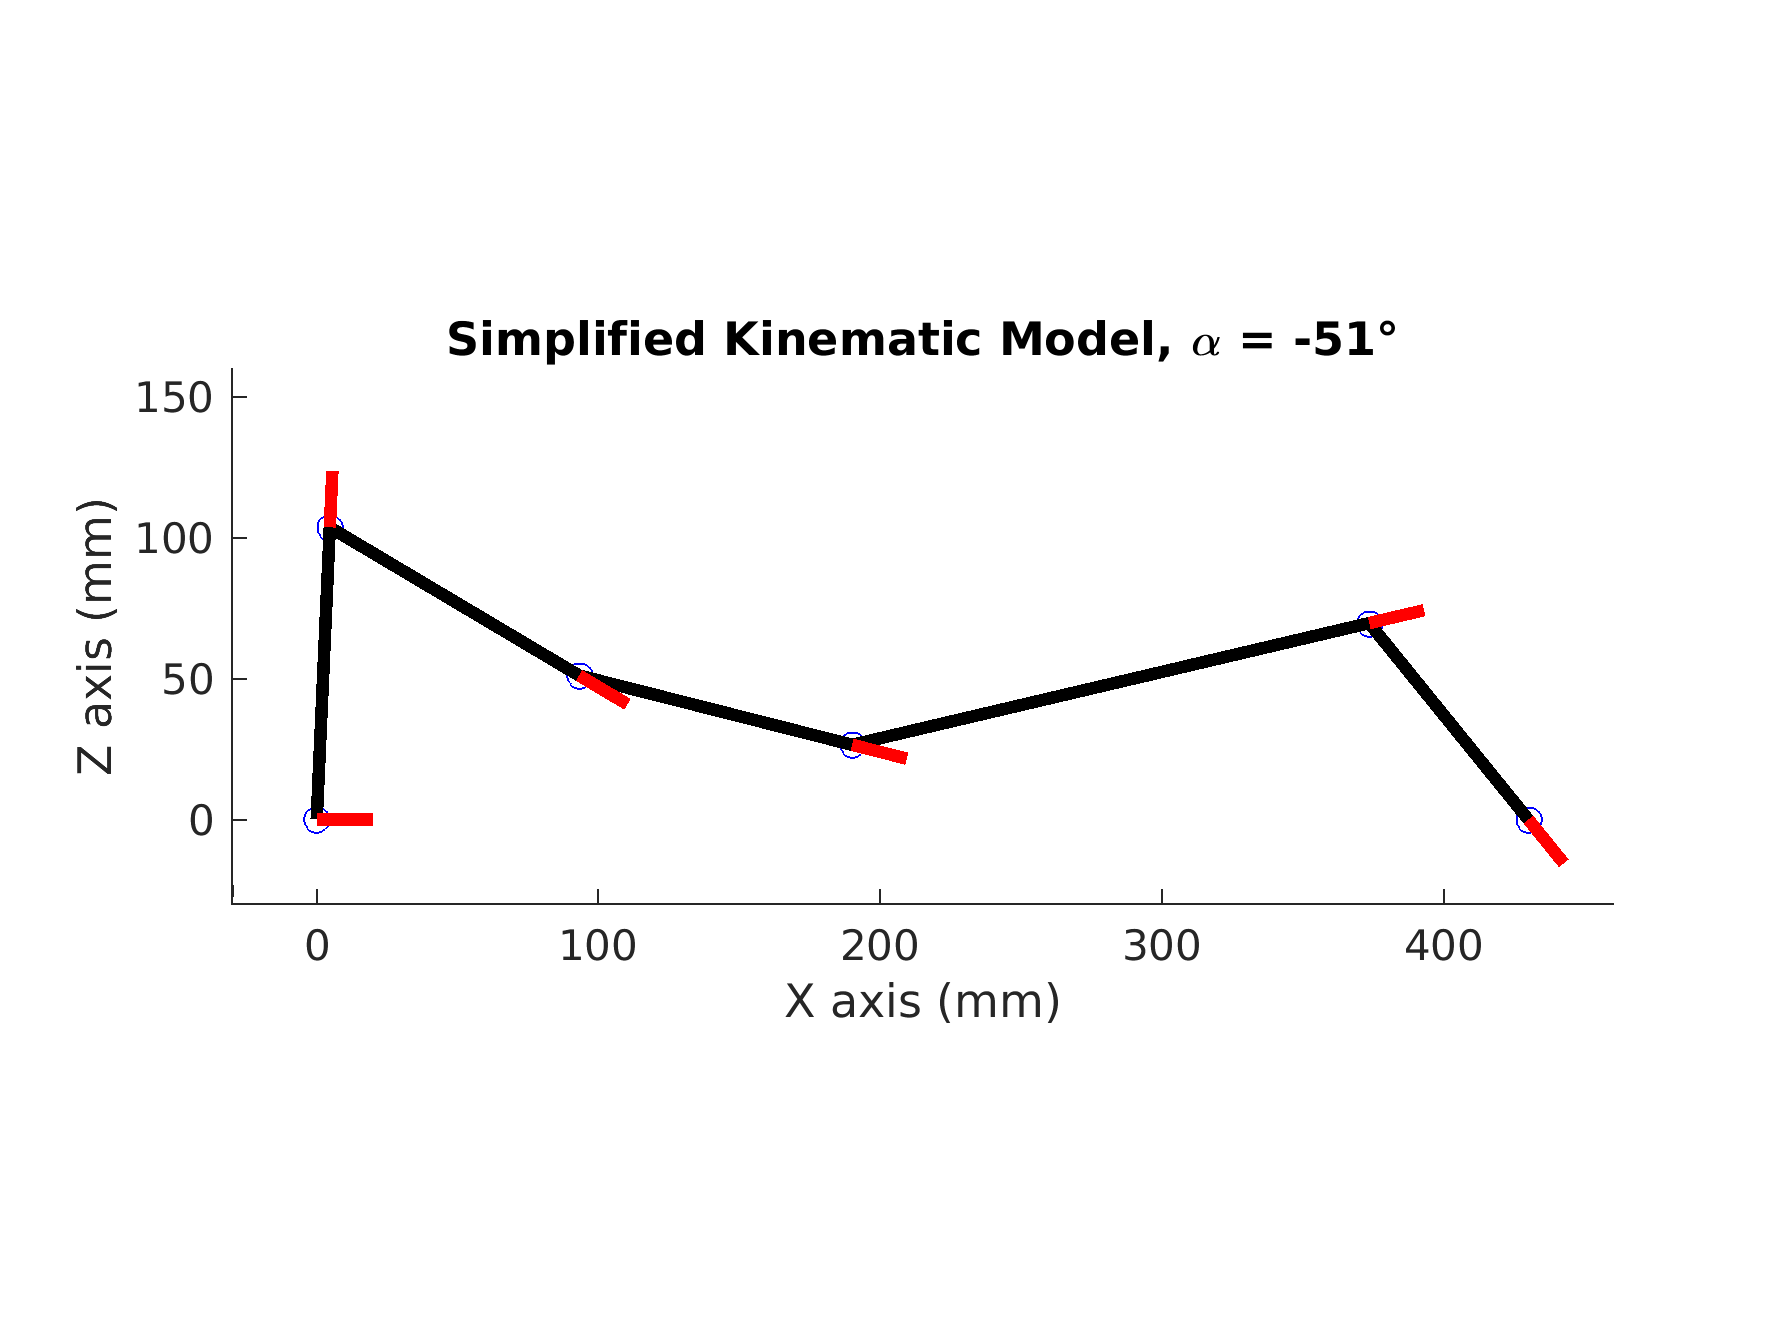 Simplified Kinematic Model, α = -51°
150
100
50
0
Z axis (mm)
0 100 200 300 400
X axis (mm)